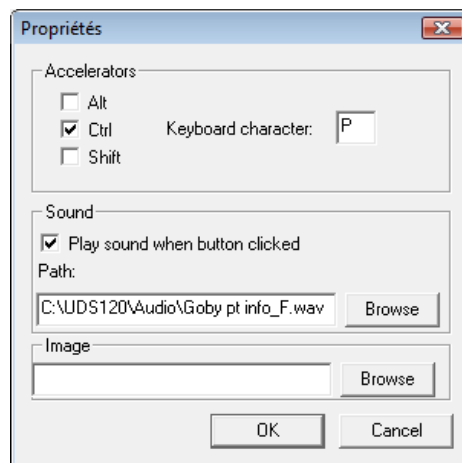 Propriétés
Accelerators
Alt
Ctrl
Keyboard character: P
Shift
Sound
Play sound when button clicked
Path:
C:\UDS120\Audio\Goby pt info_F.wav Browse
Image
Browse
OK Cancel